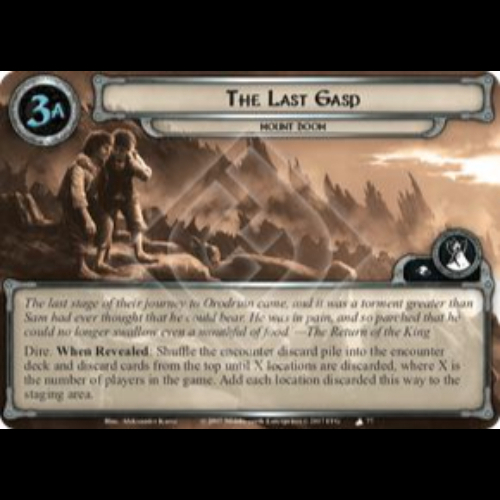 3A
THE LAST GASP
MOUNT DOOM
The last stage of their journey to Orodruin came, and it was a torment greater than
Sam had ever thought that he could bear. He was in pain, and so parched that he
could no longer swallow even a mouthful of food. —The Return of the King
Dire. When Revealed: Shuffle the encounter discard pile into the encounter
deck and discard cards from the top until X locations are discarded, where X is
the number of players in the game. Add each location discarded this way to the
staging area.